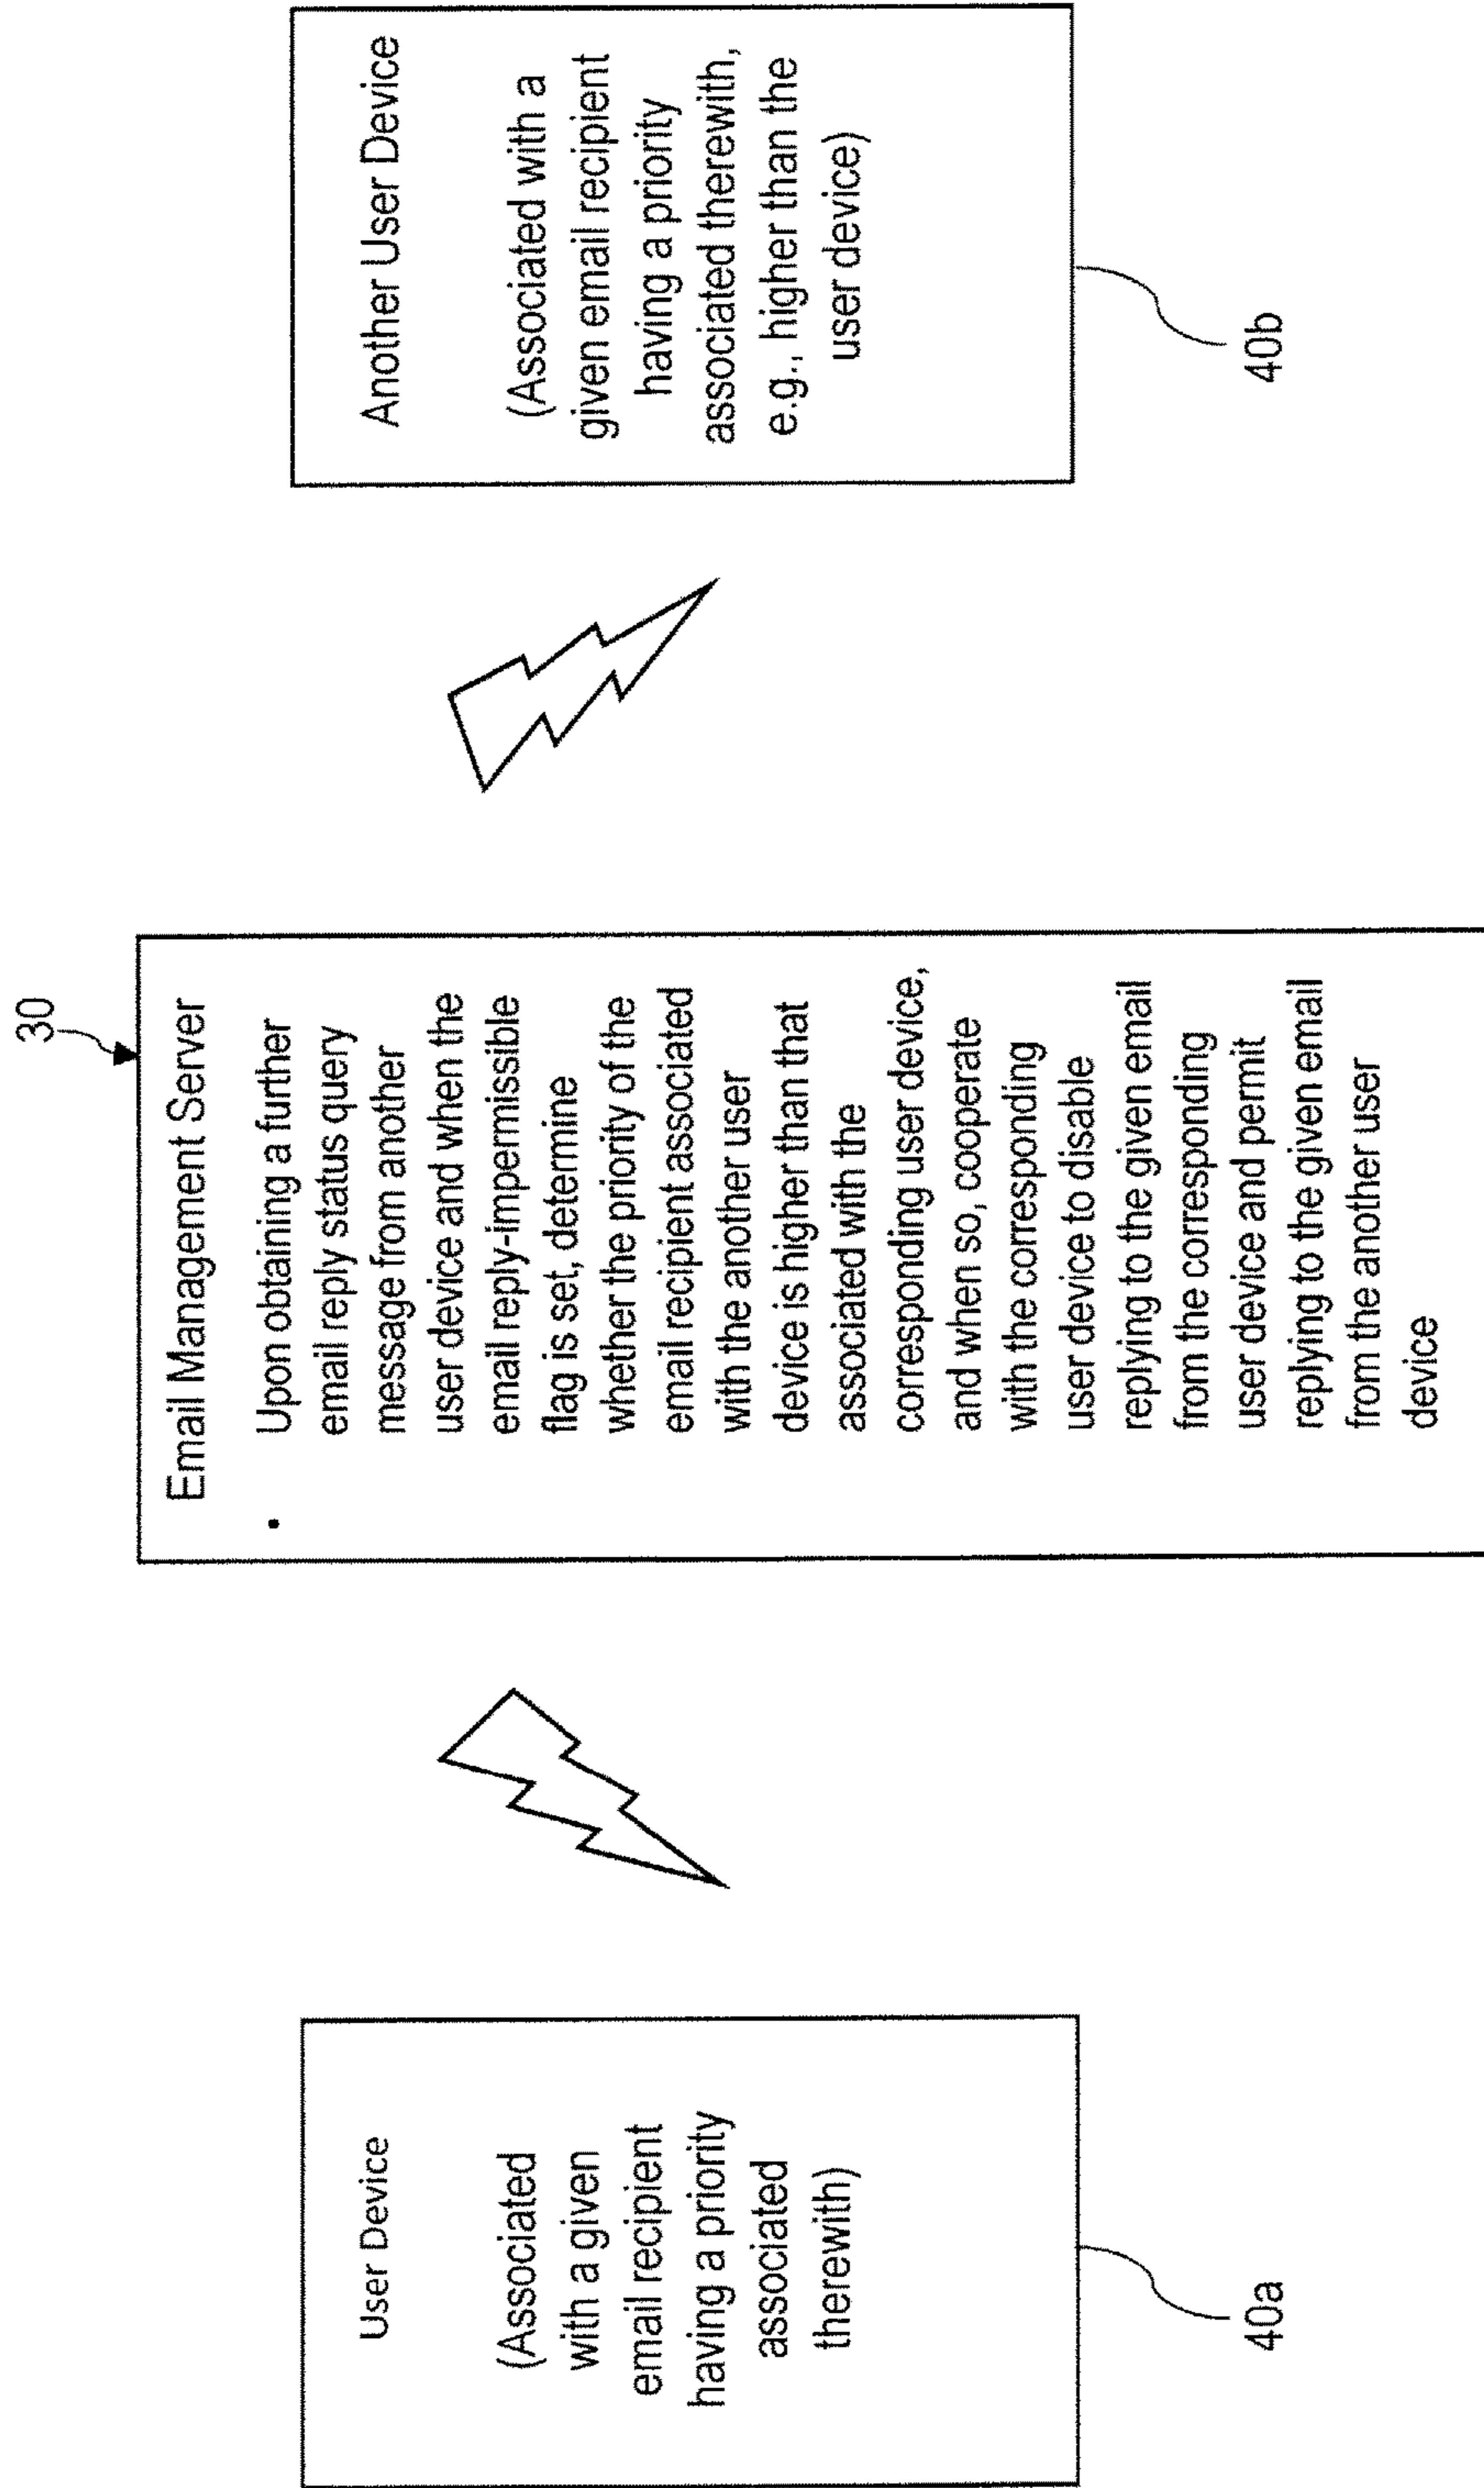 30
User Device
(Associated
with a given
email recipient
having a priority
associated
therewith)
40a
Email Management Server
• Upon obtaining a further
email reply status query
message from another
user device and when the
email reply-impermissible
flag is set, determine
whether the priority of the
email recipient associated
with the another user
device is higher than that
associated with the
corresponding user device,
and when so, cooperate
with the corresponding
user device to disable
replying to the given email
from the corresponding
user device and permit
replying to the given email
from the another user
device
Another User Device
(Associated with a
given email recipient
having a priority
associated therewith,
e.g., higher than the
user device)
40b